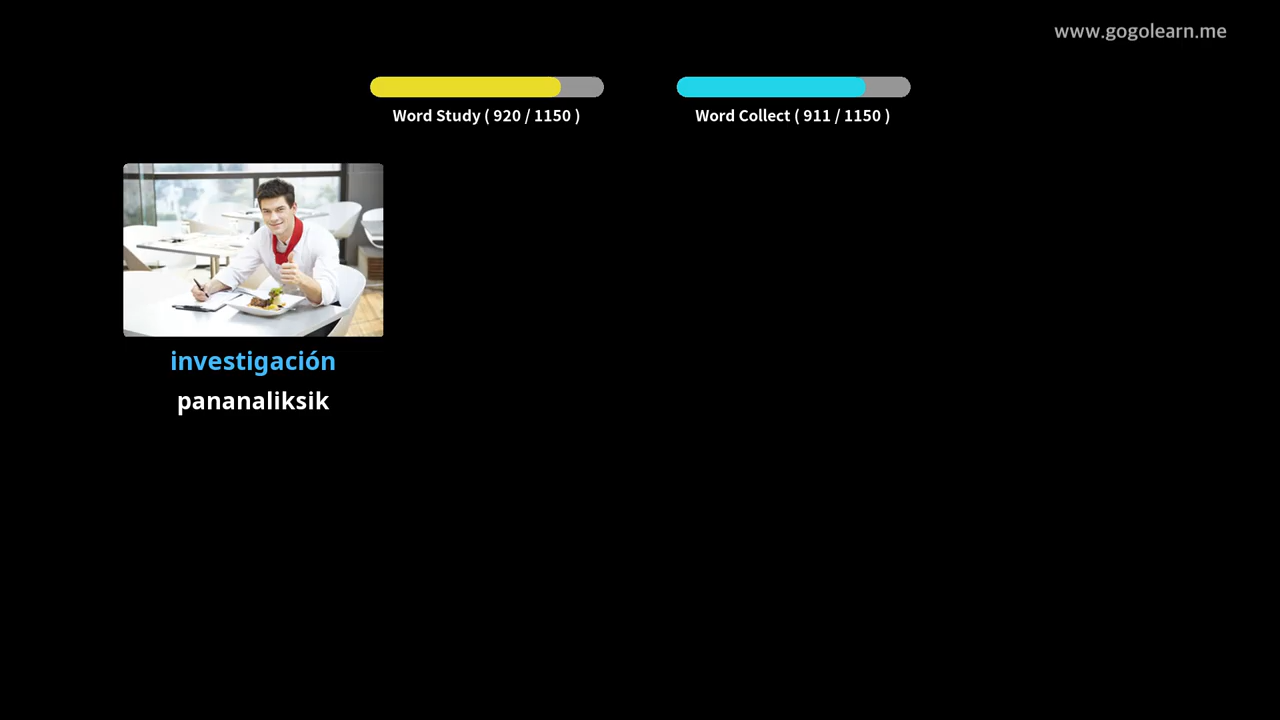 www.gogolearn.me
Word Study ( 920 / 1150 )
Word Collect ( 911 / 1150 )
investigación
pananaliksik